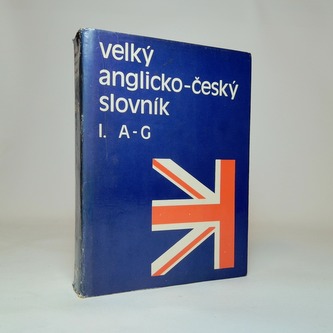 velký
anglicko-český
slovník
I. A-G